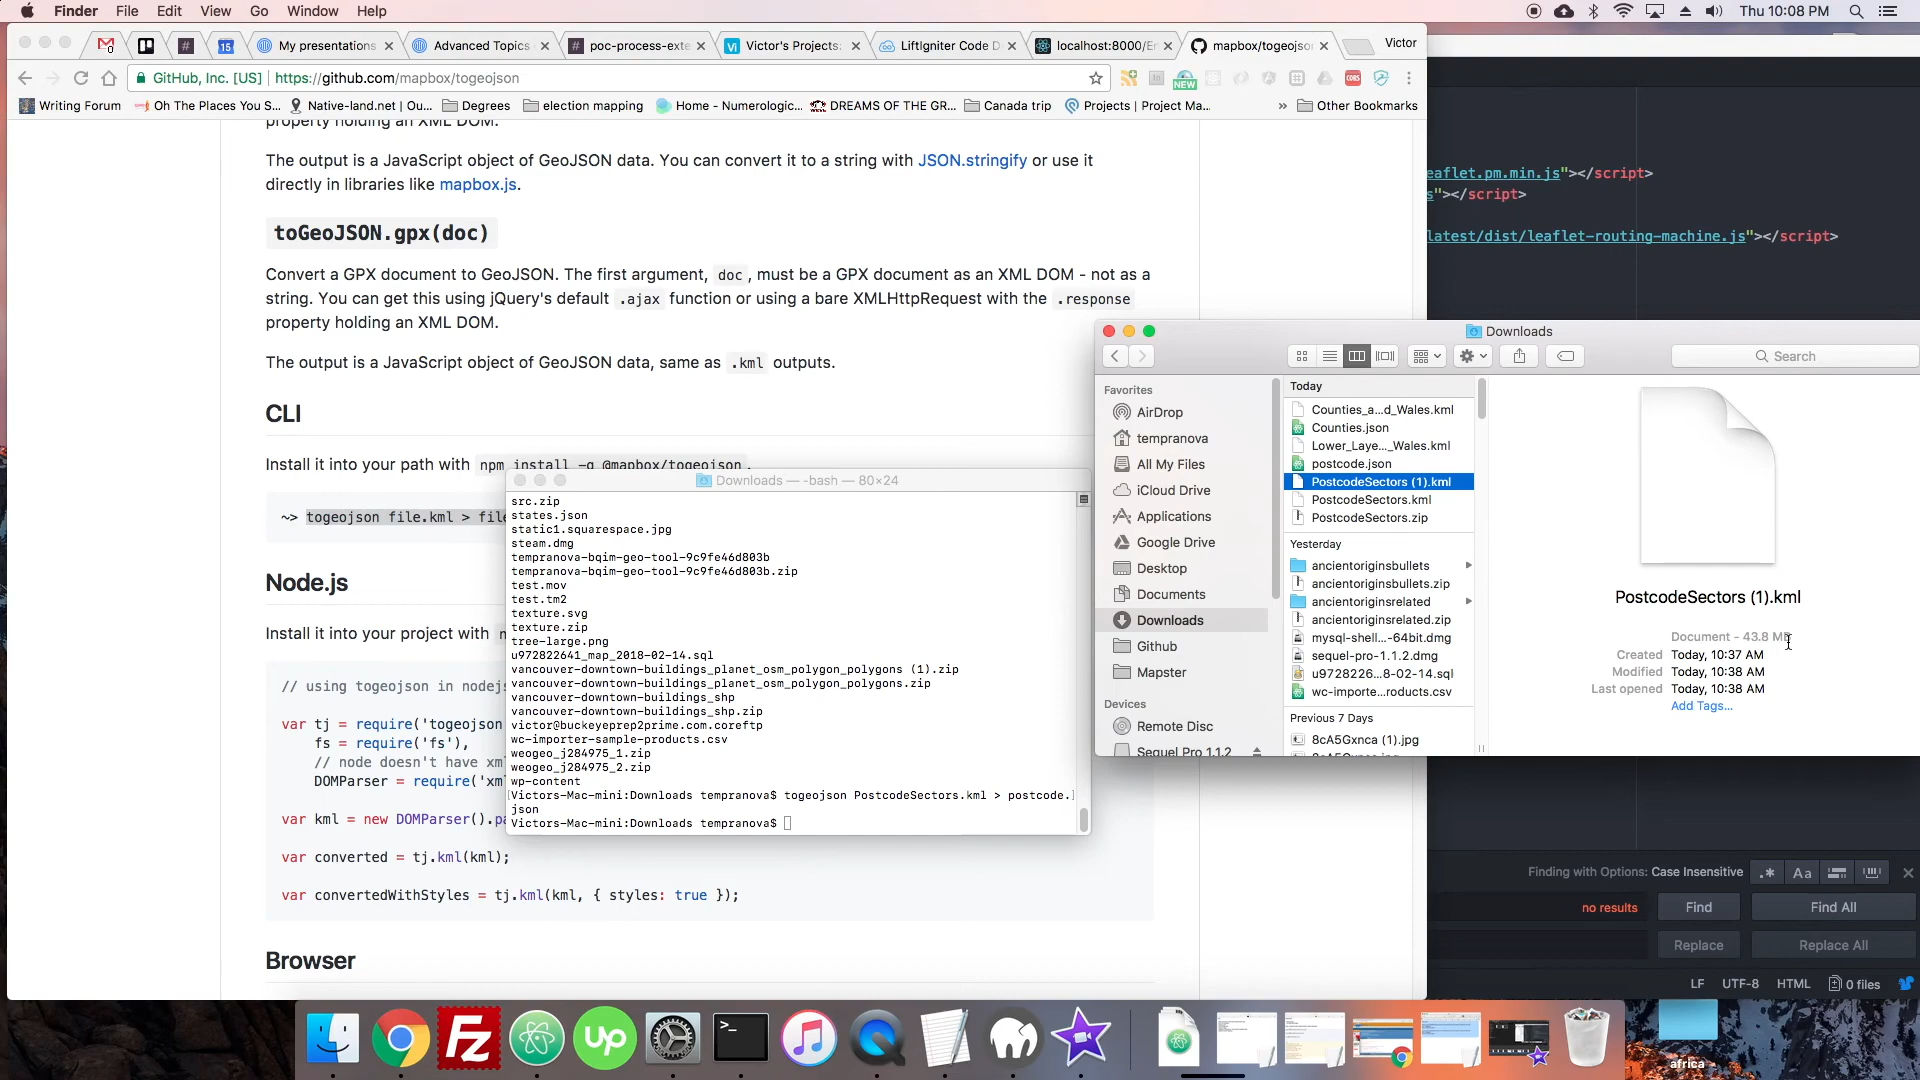 Finder File Edit View Go Window Help
Thu 10:08 PM
My presentations
Advanced Topics
poc-process-exte
Victor's Projects:
LiftIgniter Code D
localhost:8000/En
mapbox/togeojson
Victor
GitHub, Inc. [US] | https://github.com/mapbox/togeojson
Writing Forum
Oh The Places You S...
Native-land.net | Ou...
Degrees
election mapping
Home - Numerologic...
DREAMS OF THE GR...
Canada trip
Projects | Project Ma...
»
Other Bookmarks
property holding an XML DOM.
The output is a JavaScript object of GeoJSON data. You can convert it to a string with JSON.stringify or use it
directly in libraries like mapbox.js.
toGeoJSON.gpx(doc)
Convert a GPX document to GeoJSON. The first argument, doc, must be a GPX document as an XML DOM - not as a
string. You can get this using jQuery's default .ajax function or using a bare XMLHttpRequest with the .response
property holding an XML DOM.
The output is a JavaScript object of GeoJSON data, same as .kml outputs.
CLI
Install it into your path with npm install -g @mapbox/togeojson.
~> togeojson file.kml > file
Node.js
Install it into your project with n
// using togeojson in nodejs
var tj = require('togeojson
fs = require('fs'),
// node doesn't have xm
DOMParser = require('xm
var kml = new DOMParser().pa
var converted = tj.kml(kml);
var convertedWithStyles = tj.kml(kml, { styles: true });
Browser
Downloads — -bash — 80×24
src.zip
states.json
static1.squarespace.jpg
steam.dmg
tempranova-bqim-geo-tool-9c9fe46d803b
tempranova-bqim-geo-tool-9c9fe46d803b.zip
test.mov
test.tm2
texture.svg
texture.zip
tree-large.png
u972822641_map_2018-02-14.sql
vancouver-downtown-buildings_planet_osm_polygon_polygons (1).zip
vancouver-downtown-buildings_planet_osm_polygon_polygons.zip
vancouver-downtown-buildings_shp
vancouver-downtown-buildings_shp.zip
victor@buckeyeprep2prime.com.coreftp
wc-importer-sample-products.csv
weogeo_j284975_1.zip
weogeo_j284975_2.zip
wp-content
[Victors-Mac-mini:Downloads tempranova$ togeojson PostcodeSectors.kml > postcode.]
json
Victors-Mac-mini:Downloads tempranova$
eaflet.pm.min.js"></script>
s"></script>
latest/dist/leaflet-routing-machine.js"></script>
Downloads
Search
Favorites
AirDrop
tempranova
All My Files
iCloud Drive
Applications
Google Drive
Desktop
Documents
Downloads
Github
Mapster
Devices
Remote Disc
Sequel Pro 1.1.2
Today
Counties_a...d_Wales.kml
Counties.json
Lower_Laye..._Wales.kml
postcode.json
PostcodeSectors (1).kml
PostcodeSectors.kml
PostcodeSectors.zip
Yesterday
ancientoriginsbullets
ancientoriginsbullets.zip
ancientoriginsrelated
ancientoriginsrelated.zip
mysql-shell...-64bit.dmg
sequel-pro-1.1.2.dmg
u9728226...8-02-14.sql
wc-importe...roducts.csv
Previous 7 Days
8cA5Gxnca (1).jpg
PostcodeSectors (1).kml
Document - 43.8 MB
Created Today, 10:37 AM
Modified Today, 10:38 AM
Last opened Today, 10:38 AM
Add Tags...
Finding with Options: Case Insensitive
.* Aa
no results
Find
Find All
Replace
Replace All
LF UTF-8 HTML 0 files
africa